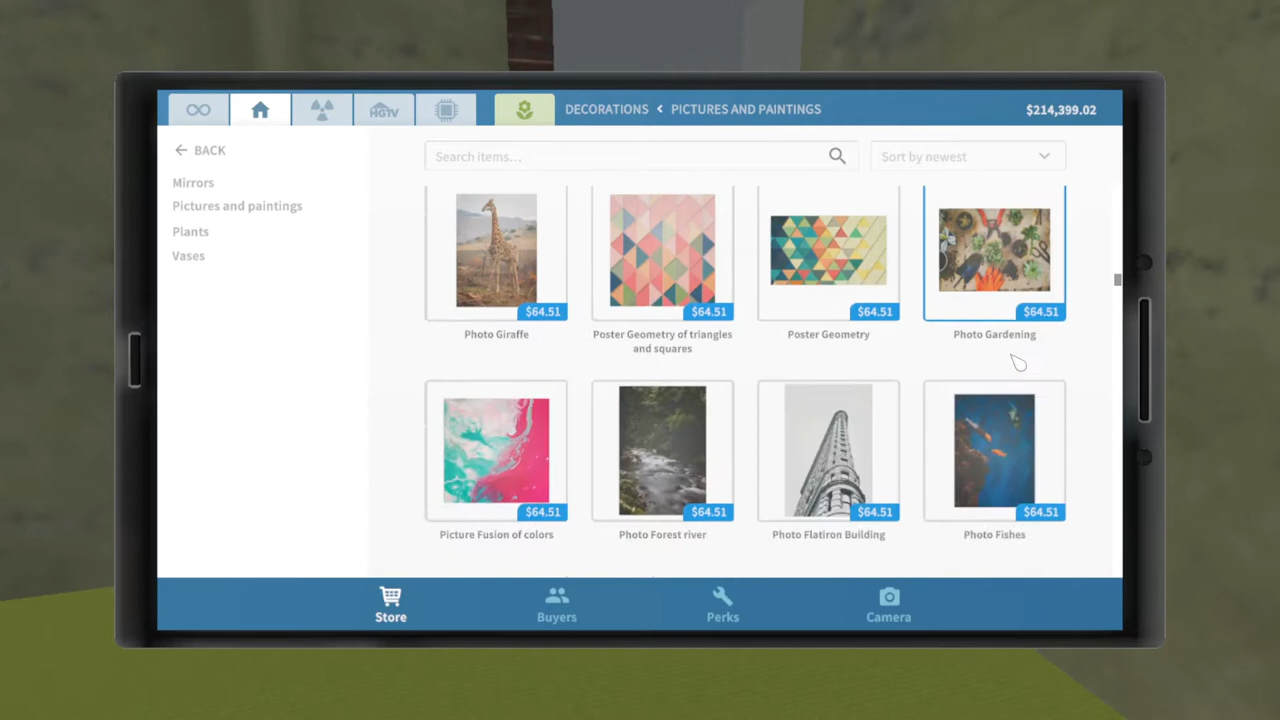 HGTV
DECORATIONS < PICTURES AND PAINTINGS
$214,399.02
BACK
Mirrors
Pictures and paintings
Plants
Vases
Search items...
Sort by newest
$64.51
$64.51
$64.51
$64.51
Photo Giraffe
Poster Geometry of triangles
and squares
Poster Geometry
Photo Gardening
$64.51
$64.51
$64.51
$64.51
Picture Fusion of colors
Photo Forest river
Photo Flatiron Building
Photo Fishes
Store
Buyers
Perks
Camera